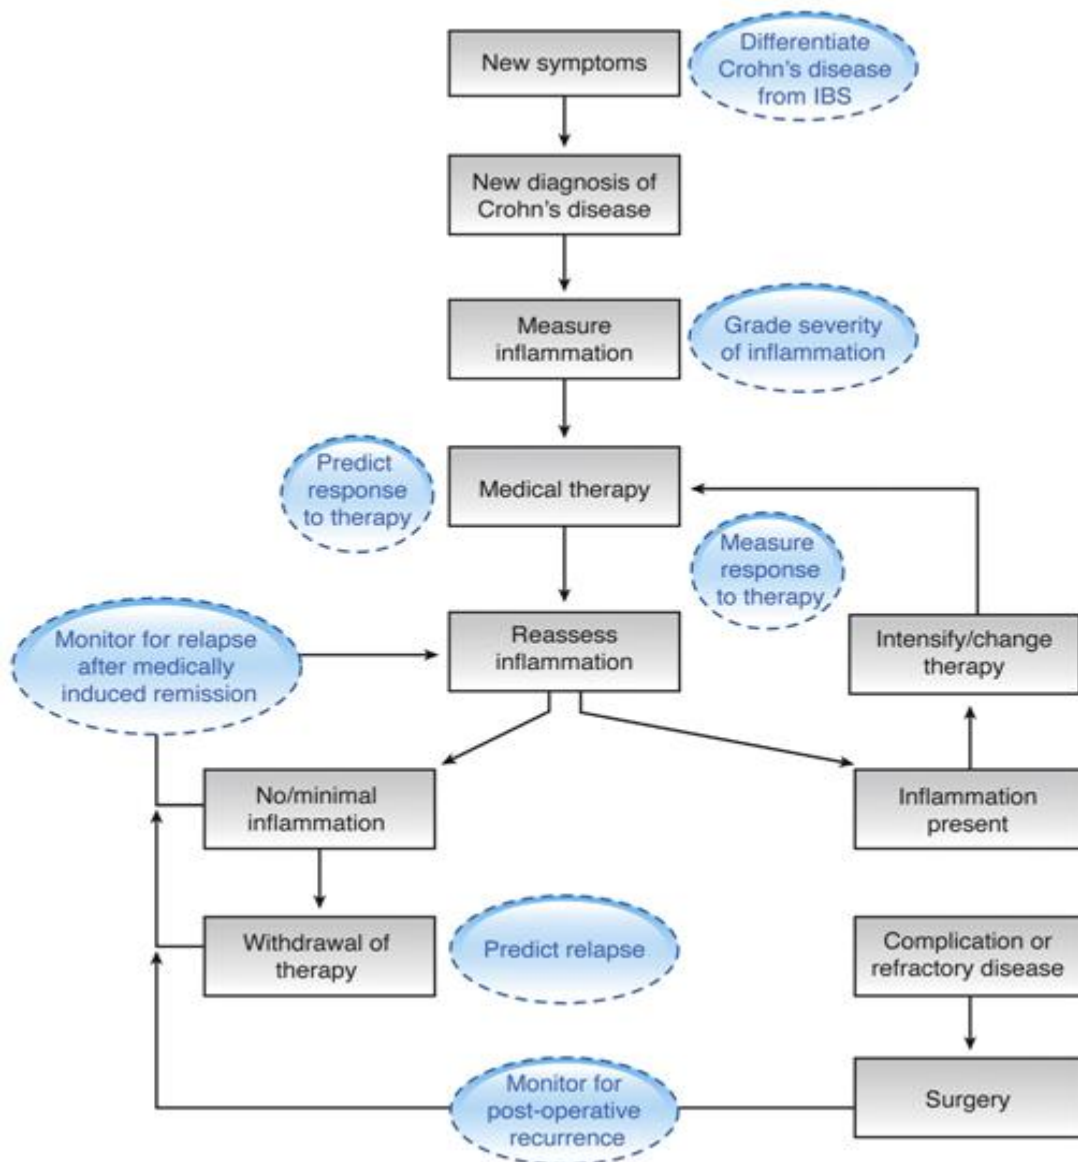 New symptoms
Differentiate
Crohn's disease
from IBS
New diagnosis of
Crohn's disease
Measure
inflammation
Grade severity
of inflammation
Predict
response
to therapy
Medical therapy
Measure
response
to therapy
Monitor for relapse
after medically
induced remission
Reassess
inflammation
Intensify/change
therapy
No/minimal
inflammation
Inflammation
present
Withdrawal of
therapy
Predict relapse
Complication or
refractory disease
Monitor for
post-operative
recurrence
Surgery